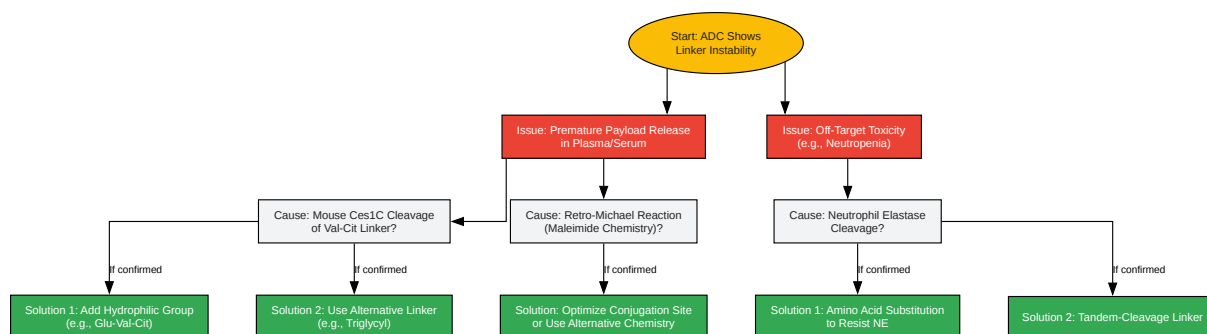 Start: ADC Shows
Linker Instability
Issue: Premature Payload Release
in Plasma/Serum
Issue: Off-Target Toxicity
(e.g., Neutropenia)
Cause: Mouse Ces1C Cleavage
of Val-Cit Linker?
Cause: Retro-Michael Reaction
(Maleimide Chemistry)?
Cause: Neutrophil Elastase
Cleavage?
If confirmed
If confirmed
If confirmed
If confirmed
If confirmed
Solution 1: Add Hydrophilic Group
(e.g., Glu-Val-Cit)
Solution 2: Use Alternative Linker
(e.g., Triglycyl)
Solution: Optimize Conjugation Site
or Use Alternative Chemistry
Solution 1: Amino Acid Substitution
to Resist NE
Solution 2: Tandem-Cleavage Linker